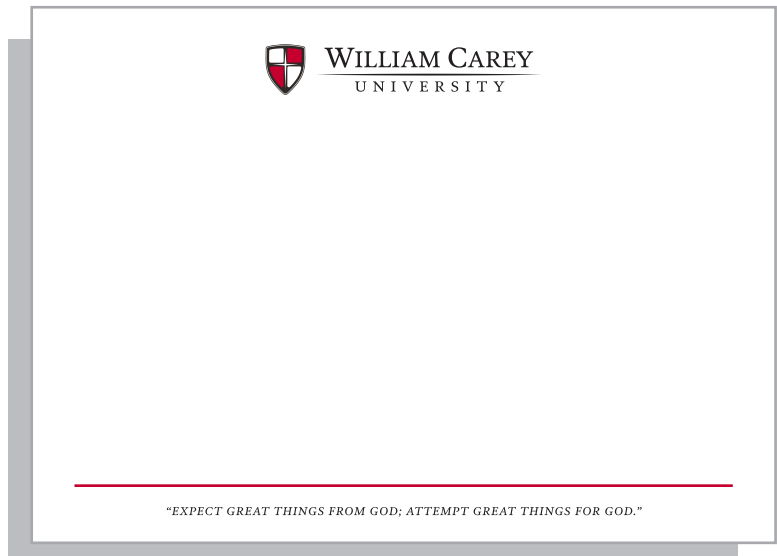 WILLIAM CAREY
UNIVERSITY
“EXPECT GREAT THINGS FROM GOD; ATTEMPT GREAT THINGS FOR GOD.”